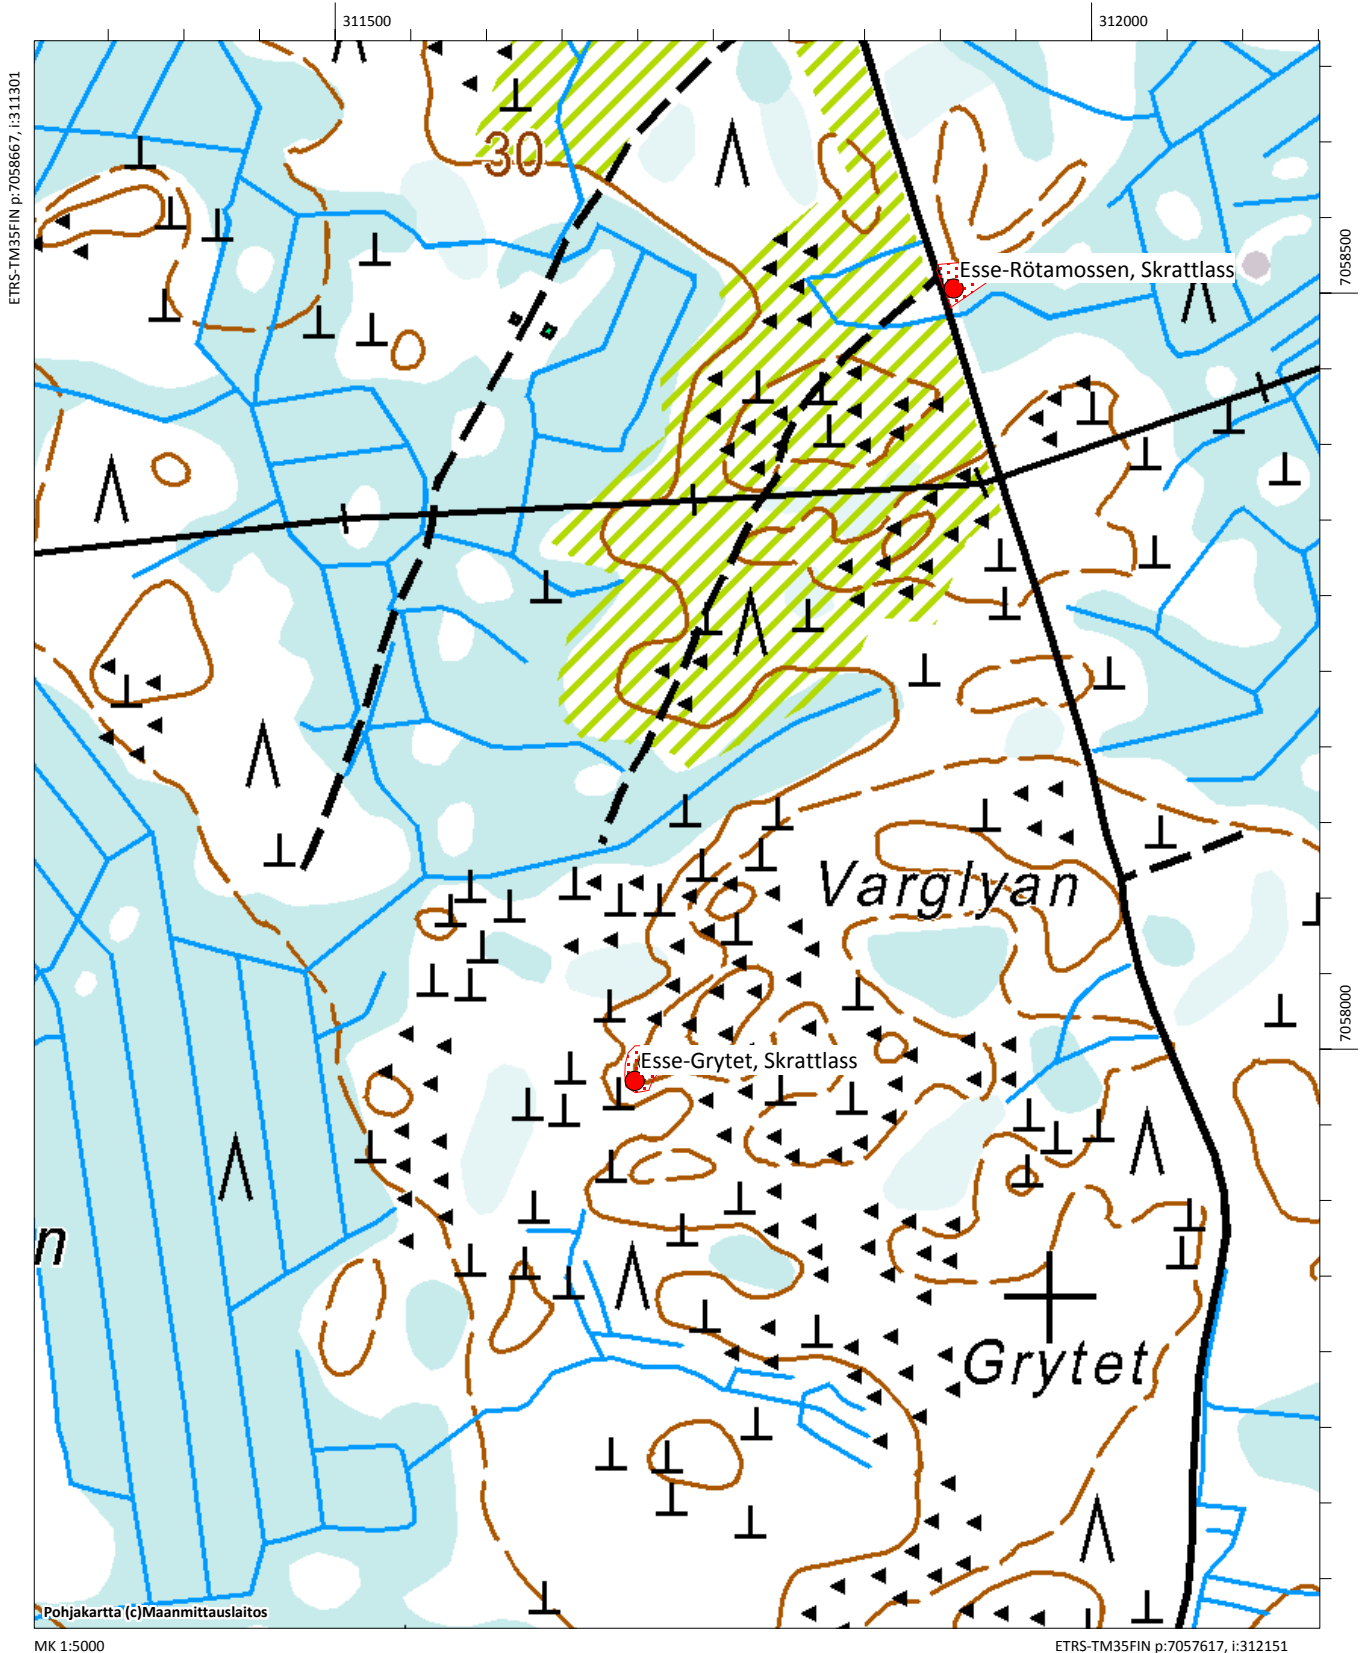 311500
312000
ETRS-TM35FIN p:7058667, i:311301
30
7058500
Esse-Rötamossen, Skrattlass
Varglyan
7058000
Esse-Grytet, Skrattlass
n
Grytet
Pohjakartta (c)Maanmittauslaitos
MK 1:5000
ETRS-TM35FIN p:7057617, i:312151